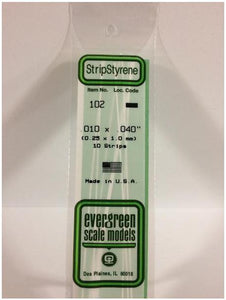 StripStyrene
Item No. Loc. Code
102
.010 x .040"
(0.25 x 1.0 mm)
10 Strips
Made in U.S.A.
evergreen
scale models
Des Plaines, IL 60018